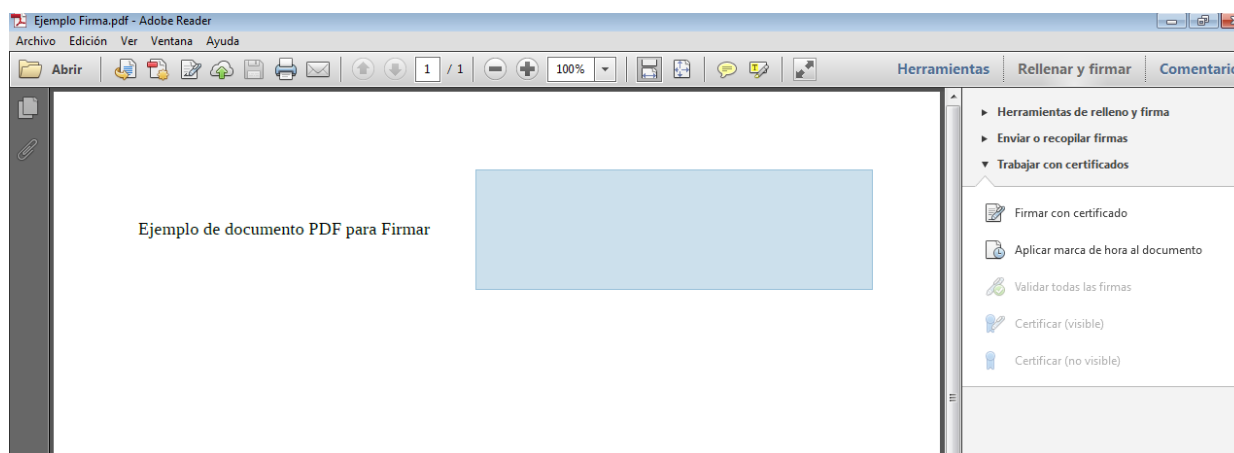 Ejemplo Firma.pdf - Adobe Reader
Archivo Edición Ver Ventana Ayuda
Abrir 1 / 1 100% Herramientas Rellenar y firmar
Herramientas de relleno y firma
Enviar o recopilar firmas
Trabajar con certificados
Firmar con certificado
Aplicar marca de hora al documento
Validar todas las firmas
Certificar (visible)
Certificar (no visible)
Ejemplo de documento PDF para Firmar